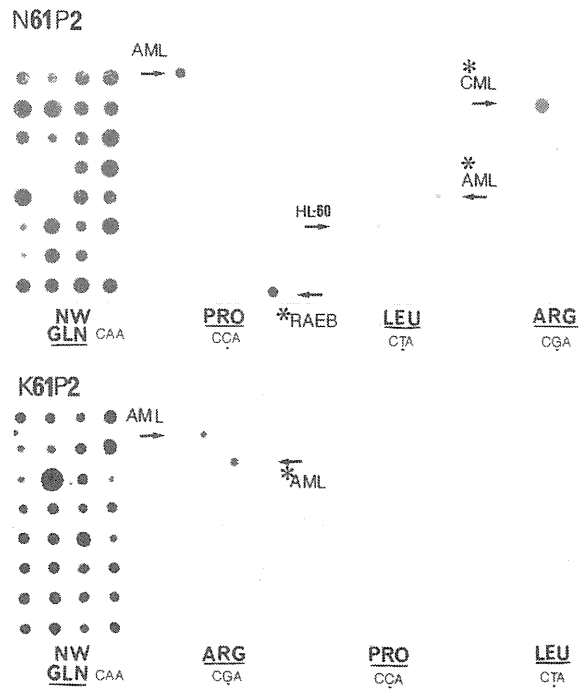 N61P2
AML
*
CML
*
AML
HL-60
*RAEB
NW PRO LEU ARG
GLN CAA CCA CTA CGA
K61P2
AML
*AML
NW ARG PRO LEU
GLN CAA CGA CCA CTA